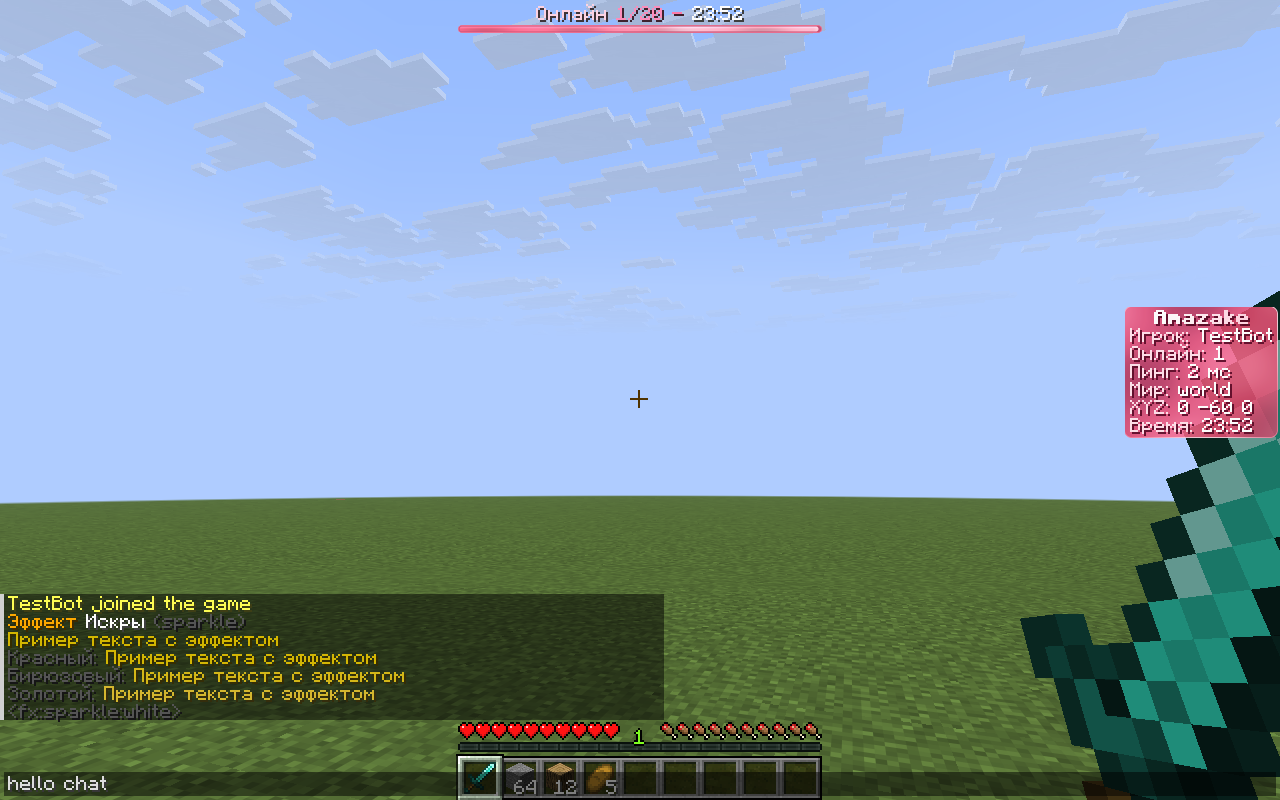 Онлайн 1/20 - 23:52
Amazake
Игрок: TestBot
Онлайн: 1
Пинг: 2 мс
Мир: world
XYZ: 0 -60 0
Время: 23:52
TestBot joined the game
Эффект Искры (sparkle)
Пример текста с эффектом
Красный: Пример текста с эффектом
Бирюзовый: Пример текста с эффектом
Золотой: Пример текста с эффектом
<fx:sparkle:white>
1
64 12 5
hello chat